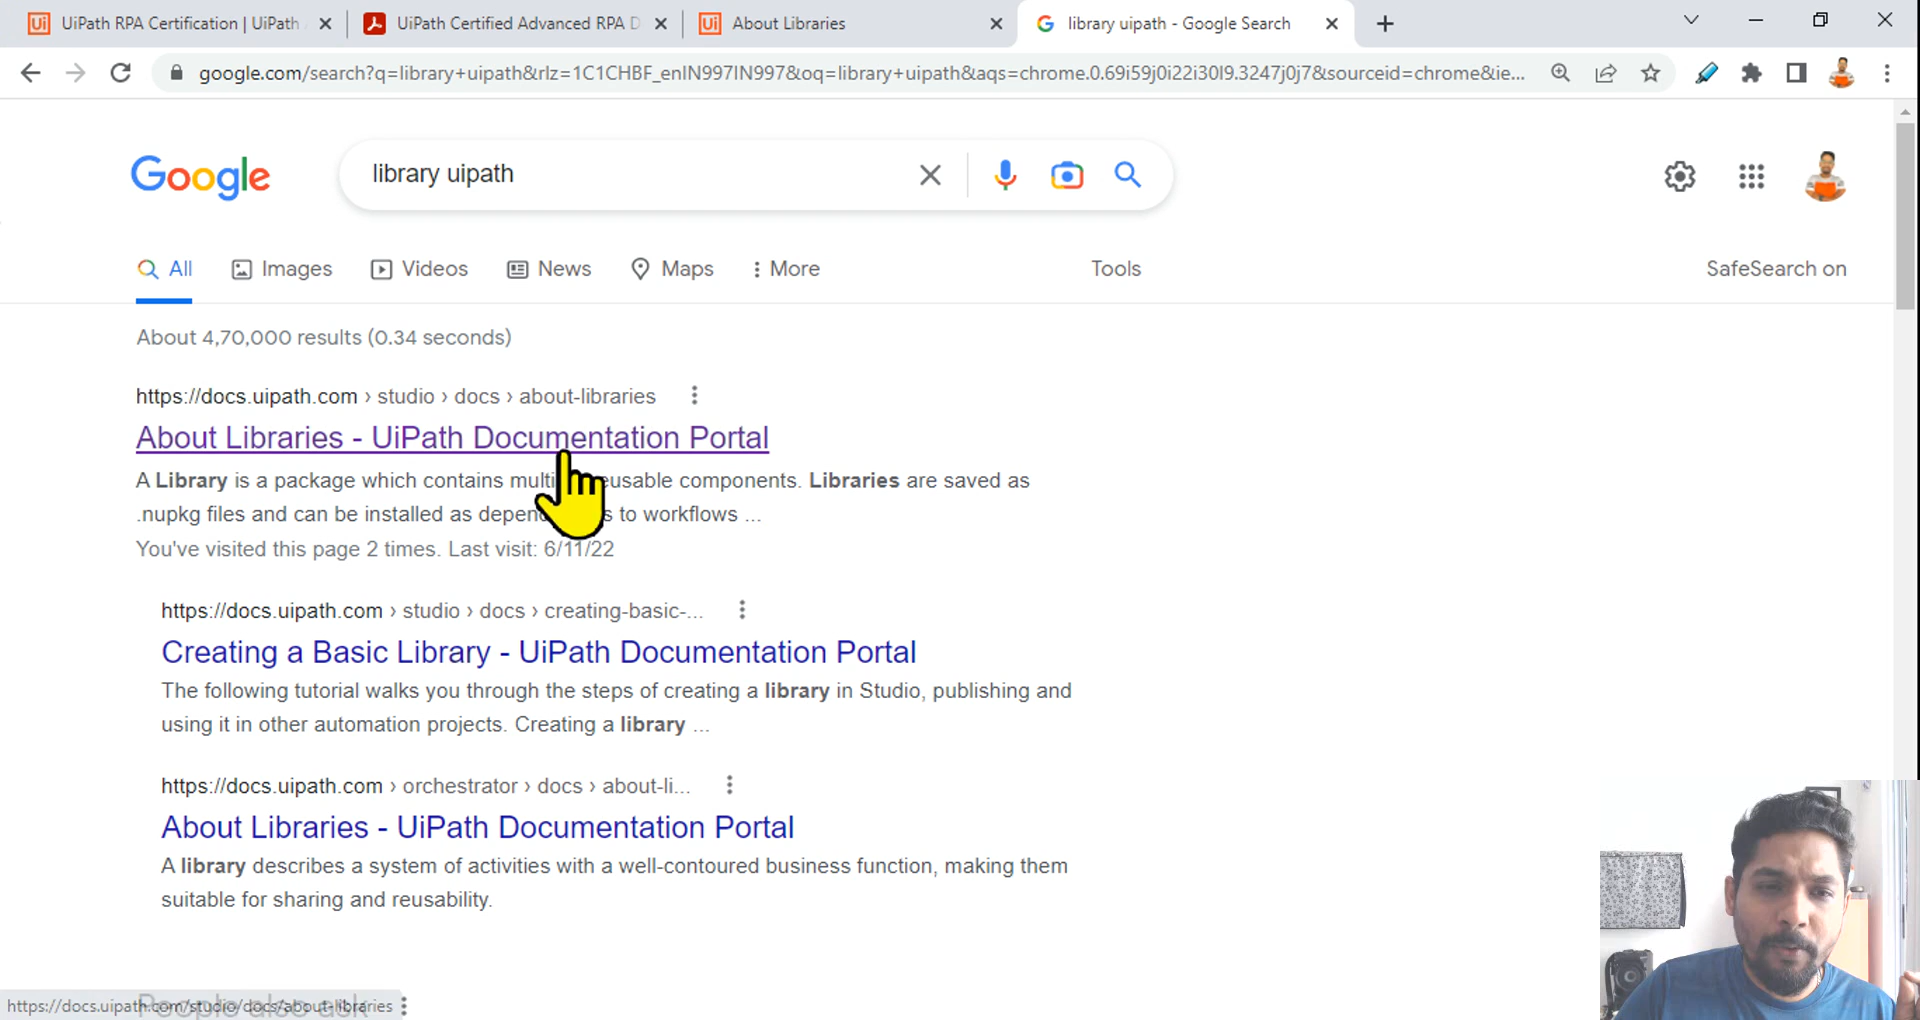 UiPath RPA Certification | UiPath
UiPath Certified Advanced RPA D
Ui About Libraries
library uipath - Google Search
google.com/search?q=library+uipath&rlz=1C1CHBF_enIN997IN997&oq=library+uipath&aqs=chrome.0.69i59j0i22i30l9.3247j0j7&sourceid=chrome&ie...
Google
library uipath
All
Images
Videos
News
Maps
More
Tools
SafeSearch on
About 4,70,000 results (0.34 seconds)
https://docs.uipath.com › studio › docs › about-libraries
About Libraries - UiPath Documentation Portal
A Library is a package which contains multi eusable components. Libraries are saved as
.nupkg files and can be installed as depen s to workflows ...
You've visited this page 2 times. Last visit: 6/11/22
https://docs.uipath.com › studio › docs › creating-basic-...
Creating a Basic Library - UiPath Documentation Portal
The following tutorial walks you through the steps of creating a library in Studio, publishing and
using it in other automation projects. Creating a library ...
https://docs.uipath.com › orchestrator › docs › about-li...
About Libraries - UiPath Documentation Portal
A library describes a system of activities with a well-contoured business function, making them
suitable for sharing and reusability.
People also ask
https://docs.uipath.com/studio/docs/about-libraries